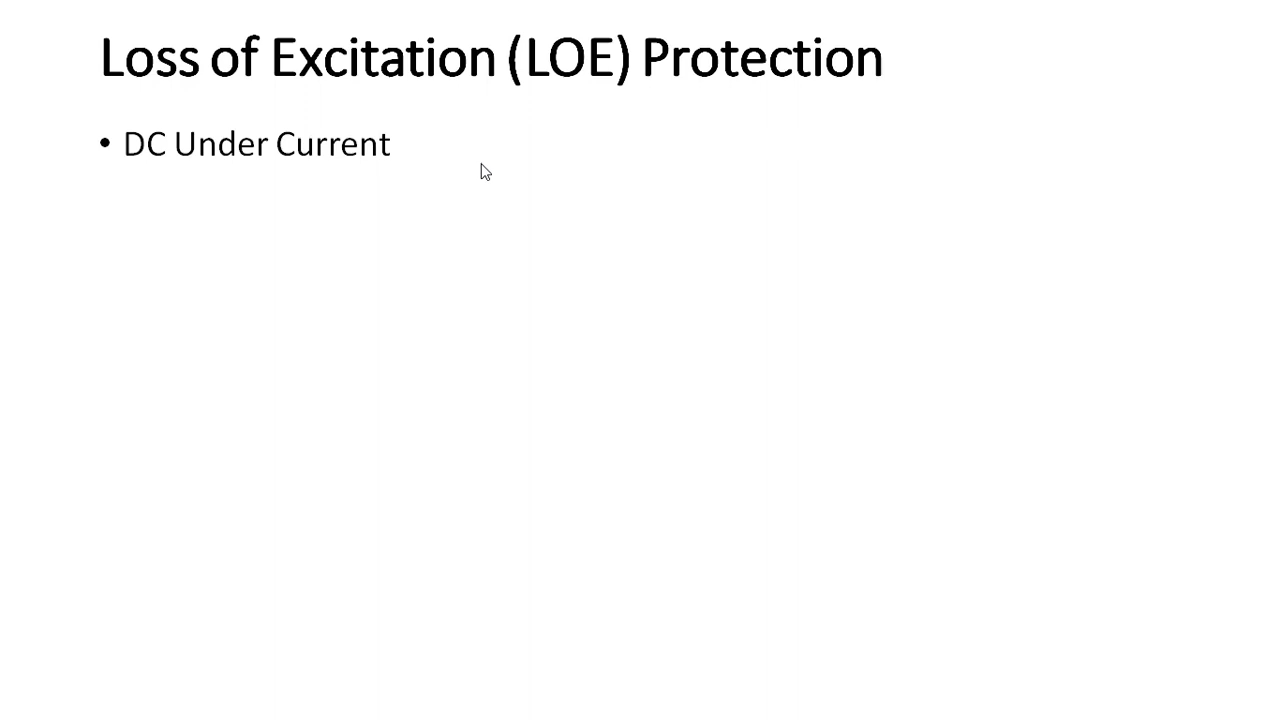 Loss of Excitation (LOE) Protection
• DC Under Current